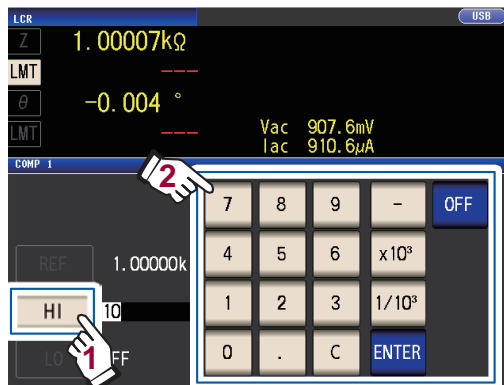 LCR USB
Z 1.00007kΩ
LMT ---
θ -0.004 °
LMT ---
Vac 907.6mV
Iac 910.6μA
COMP 1
2
7 8 9 - OFF
REF 1.00000k
4 5 6 x10³
HI 10
1 2 3 1/10³
1
LO FF
0 . C ENTER